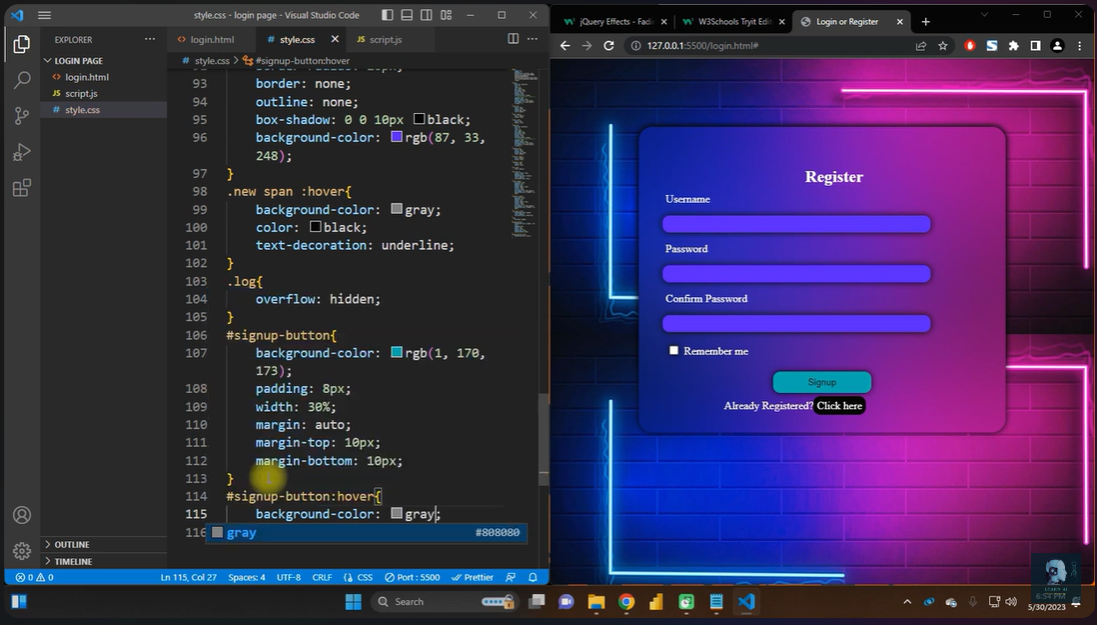 style.css - login page - Visual Studio Code
EXPLORER
LOGIN PAGE
login.html
JS script.js
# style.css
OUTLINE
TIMELINE
login.html
# style.css
JS script.js
# style.css > #signup-button:hover
93 border: none;
94 outline: none;
95 box-shadow: 0 0 10px black;
96 background-color: rgb(87, 33,
248);
97 }
98 .new span :hover{
99 background-color: gray;
100 color: black;
101 text-decoration: underline;
102 }
103 .log{
104 overflow: hidden;
105 }
106 #signup-button{
107 background-color: rgb(1, 170,
173);
108 padding: 8px;
109 width: 30%;
110 margin: auto;
111 margin-top: 10px;
112 margin-bottom: 10px;
113 }
114 #signup-button:hover{
115 background-color: gray;
116
gray #808080
0 0 Ln 115, Col 27 Spaces: 4 UTF-8 CRLF CSS Port : 5500 Prettier
jQuery Effects - Fadi
W3Schools Tryit Edit
Login or Register
127.0.0.1:5500/login.html#
Register
Username
Password
Confirm Password
Remember me
Signup
Already Registered? Click here
Search
5/30/2023